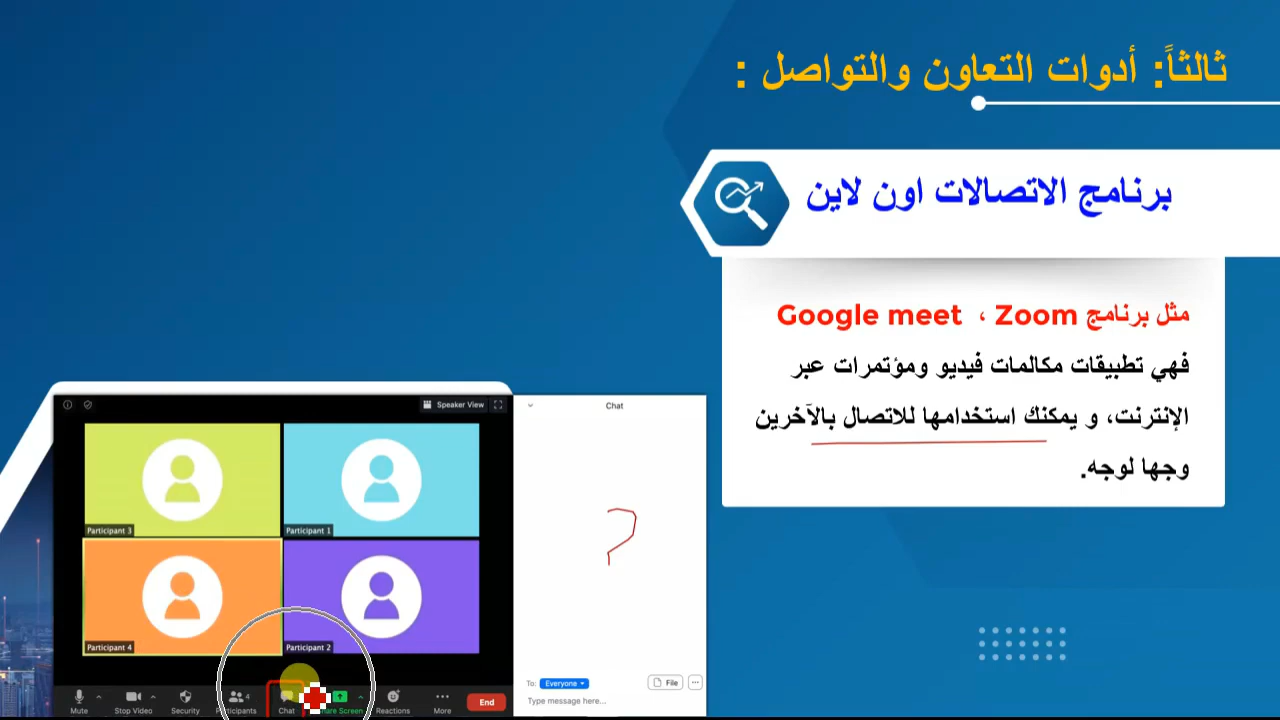 ثالثاً: أدوات التعاون والتواصل :
برنامج الاتصالات اون لاين
مثل برنامج Zoom ، Google meet
فهي تطبيقات مكالمات فيديو ومؤتمرات عبر
الإنترنت، و يمكنك استخدامها للاتصال بالآخرين
وجها لوجه.
Speaker View
Chat
Participant 3
Participant 1
Participant 4
Participant 2
To: Everyone
File
Type message here...
4
Mute
Stop Video
Security
Chat
Screen
Reactions
More
End
?